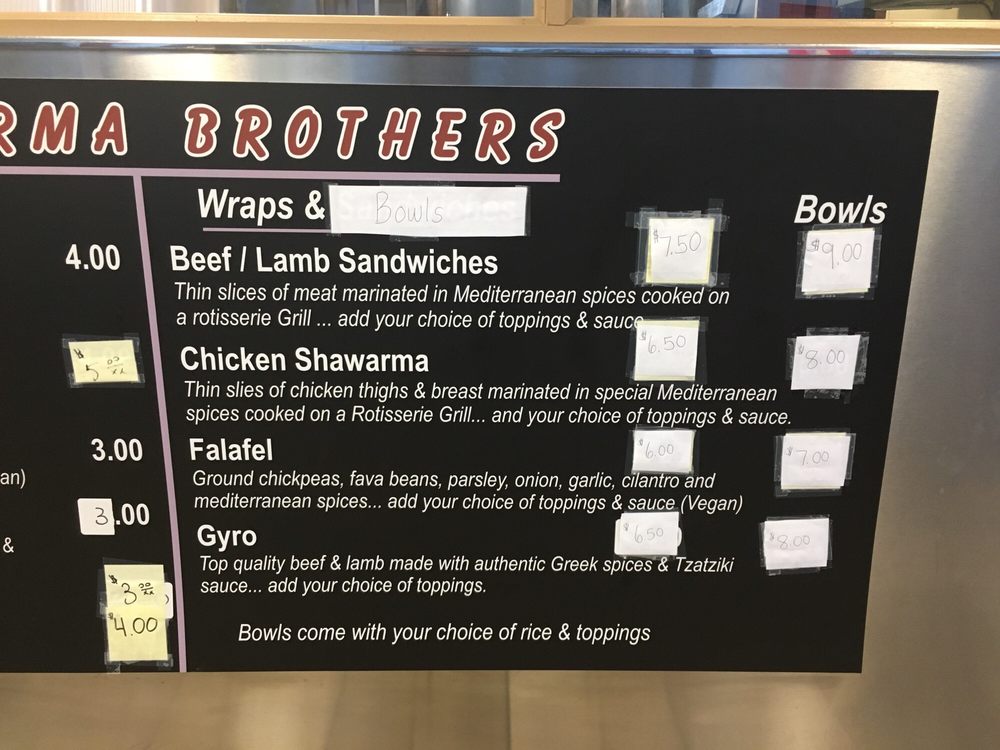 RMA BROTHERS
Wraps & Bowls
Bowls
4.00
Beef / Lamb Sandwiches
$7.50
$9.00
Thin slices of meat marinated in Mediterranean spices cooked on
a rotisserie Grill ... add your choice of toppings & sauce
$5 00/xx
Chicken Shawarma
$6.50
$8.00
Thin slies of chicken thighs & breast marinated in special Mediterranean
spices cooked on a Rotisserie Grill... and your choice of toppings & sauce.
3.00
Falafel
$6.00
$7.00
an)
Ground chickpeas, fava beans, parsley, onion, garlic, cilantro and
mediterranean spices... add your choice of toppings & sauce (Vegan)
3.00
Gyro
$6.50
$8.00
&
Top quality beef & lamb made with authentic Greek spices & Tzatziki
sauce... add your choice of toppings.
$3 00/xx
$4.00
Bowls come with your choice of rice & toppings